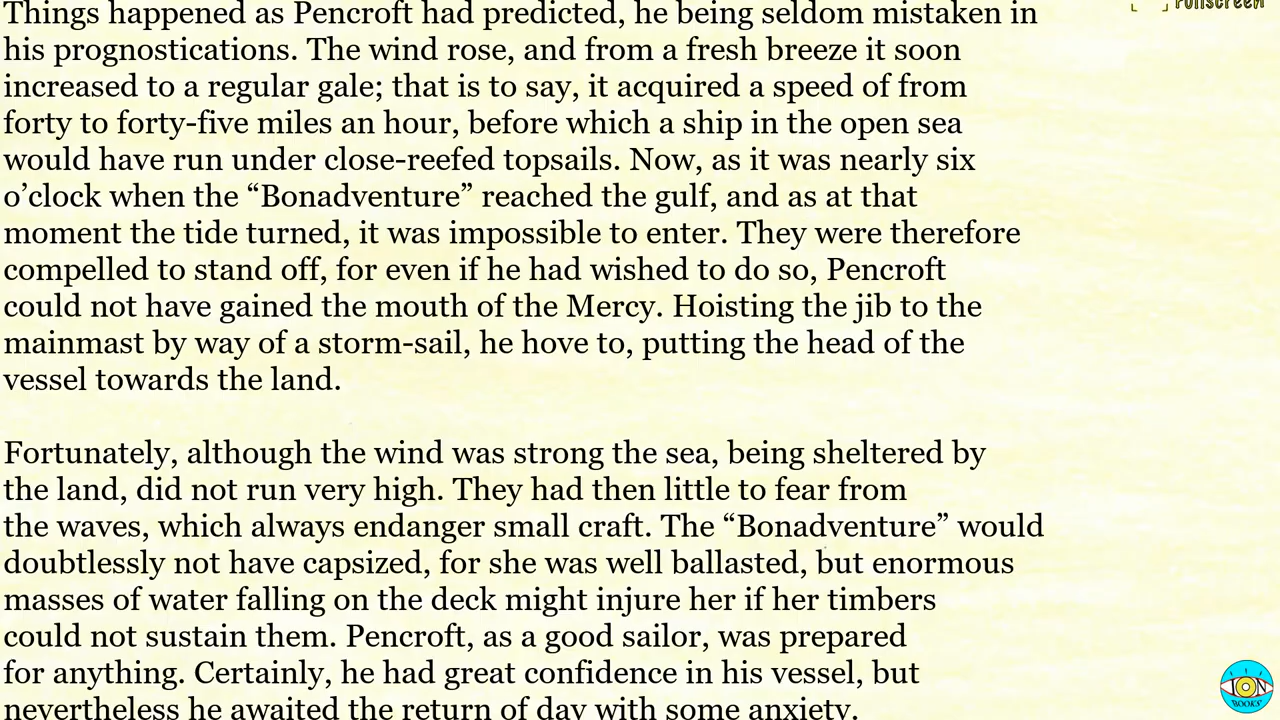 Things happened as Pencroft had predicted, he being seldom mistaken in
Fullscreen
his prognostications. The wind rose, and from a fresh breeze it soon
increased to a regular gale; that is to say, it acquired a speed of from
forty to forty-five miles an hour, before which a ship in the open sea
would have run under close-reefed topsails. Now, as it was nearly six
o’clock when the “Bonadventure” reached the gulf, and as at that
moment the tide turned, it was impossible to enter. They were therefore
compelled to stand off, for even if he had wished to do so, Pencroft
could not have gained the mouth of the Mercy. Hoisting the jib to the
mainmast by way of a storm-sail, he hove to, putting the head of the
vessel towards the land.
Fortunately, although the wind was strong the sea, being sheltered by
the land, did not run very high. They had then little to fear from
the waves, which always endanger small craft. The “Bonadventure” would
doubtlessly not have capsized, for she was well ballasted, but enormous
masses of water falling on the deck might injure her if her timbers
could not sustain them. Pencroft, as a good sailor, was prepared
for anything. Certainly, he had great confidence in his vessel, but
nevertheless he awaited the return of day with some anxiety.
ION
BOOKS